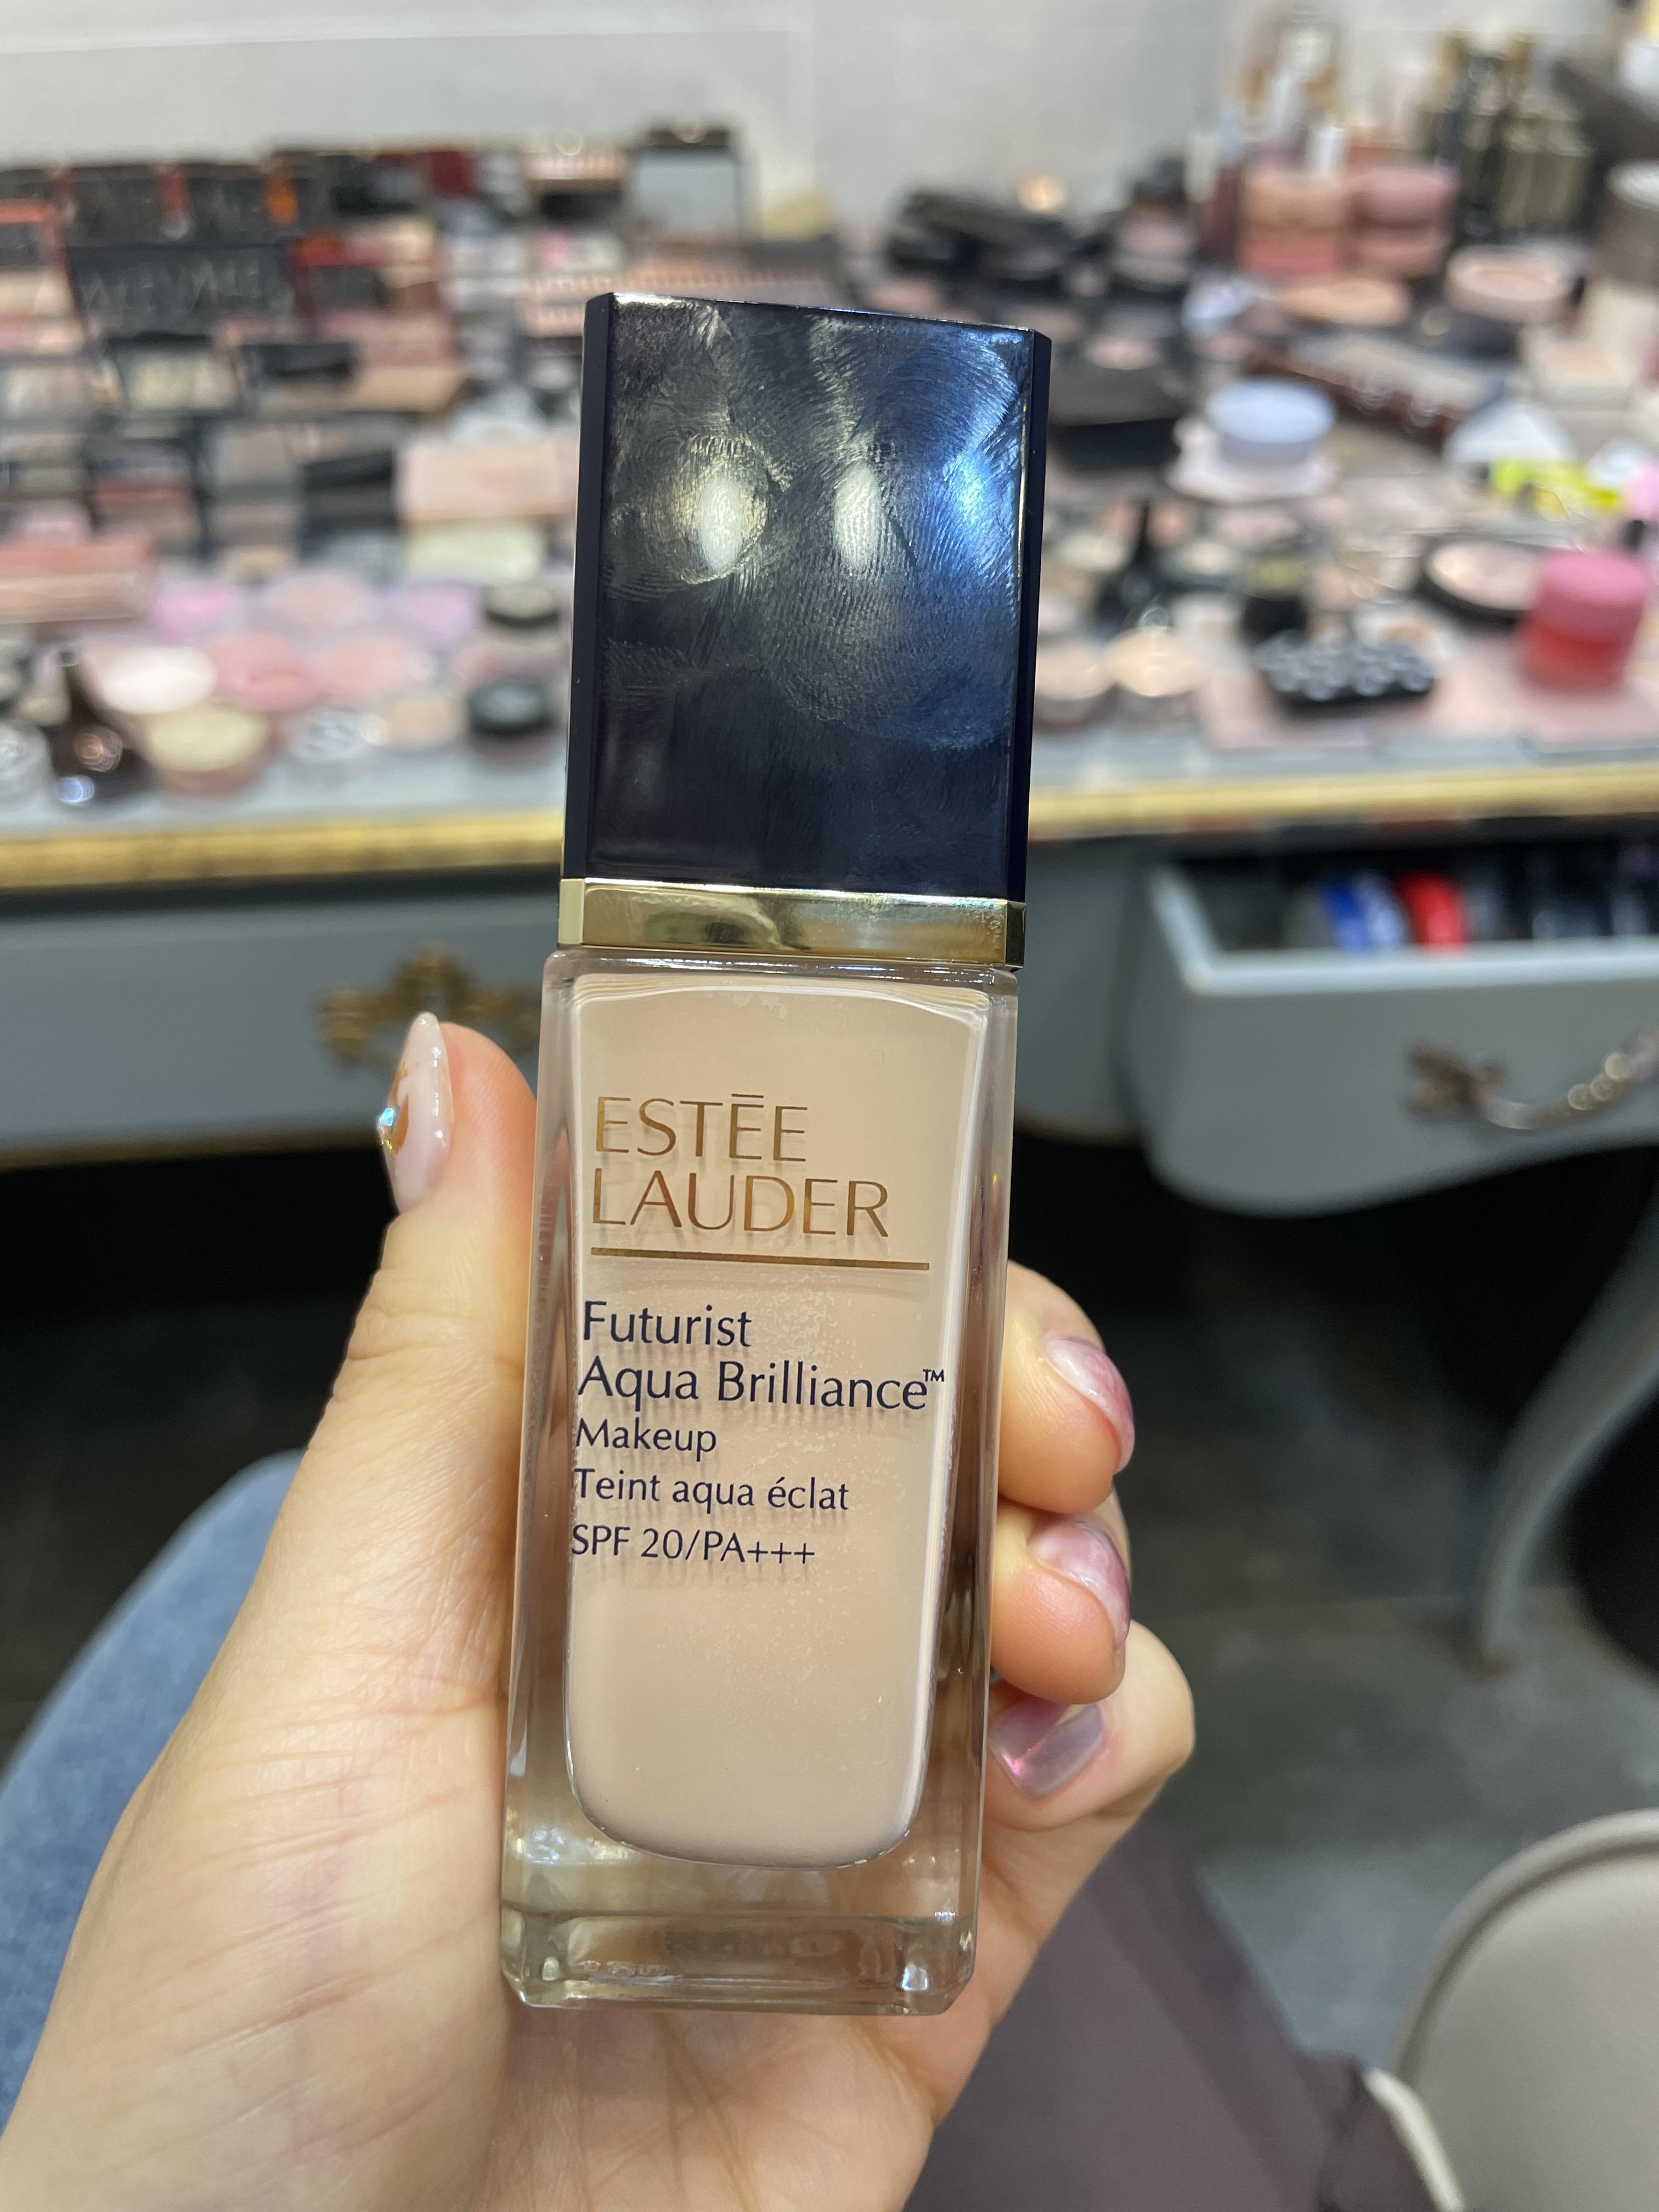 ESTĒE
LAUDER
Futurist
Aqua Brilliance™
Makeup
Teint aqua éclat
SPF 20/PA+++